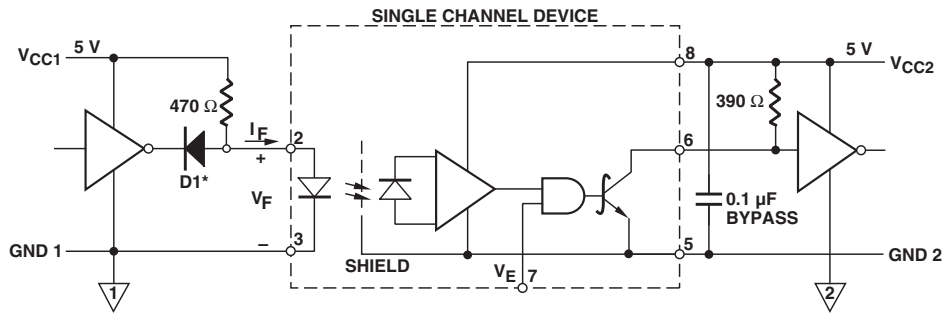 SINGLE CHANNEL DEVICE
VCC1
5 V
8
5 V
VCC2
470 Ω
390 Ω
IF
2
6
+
D1*
VF
0.1 µF
BYPASS
GND 1
–
3
SHIELD
VE
7
5
GND 2
1
2